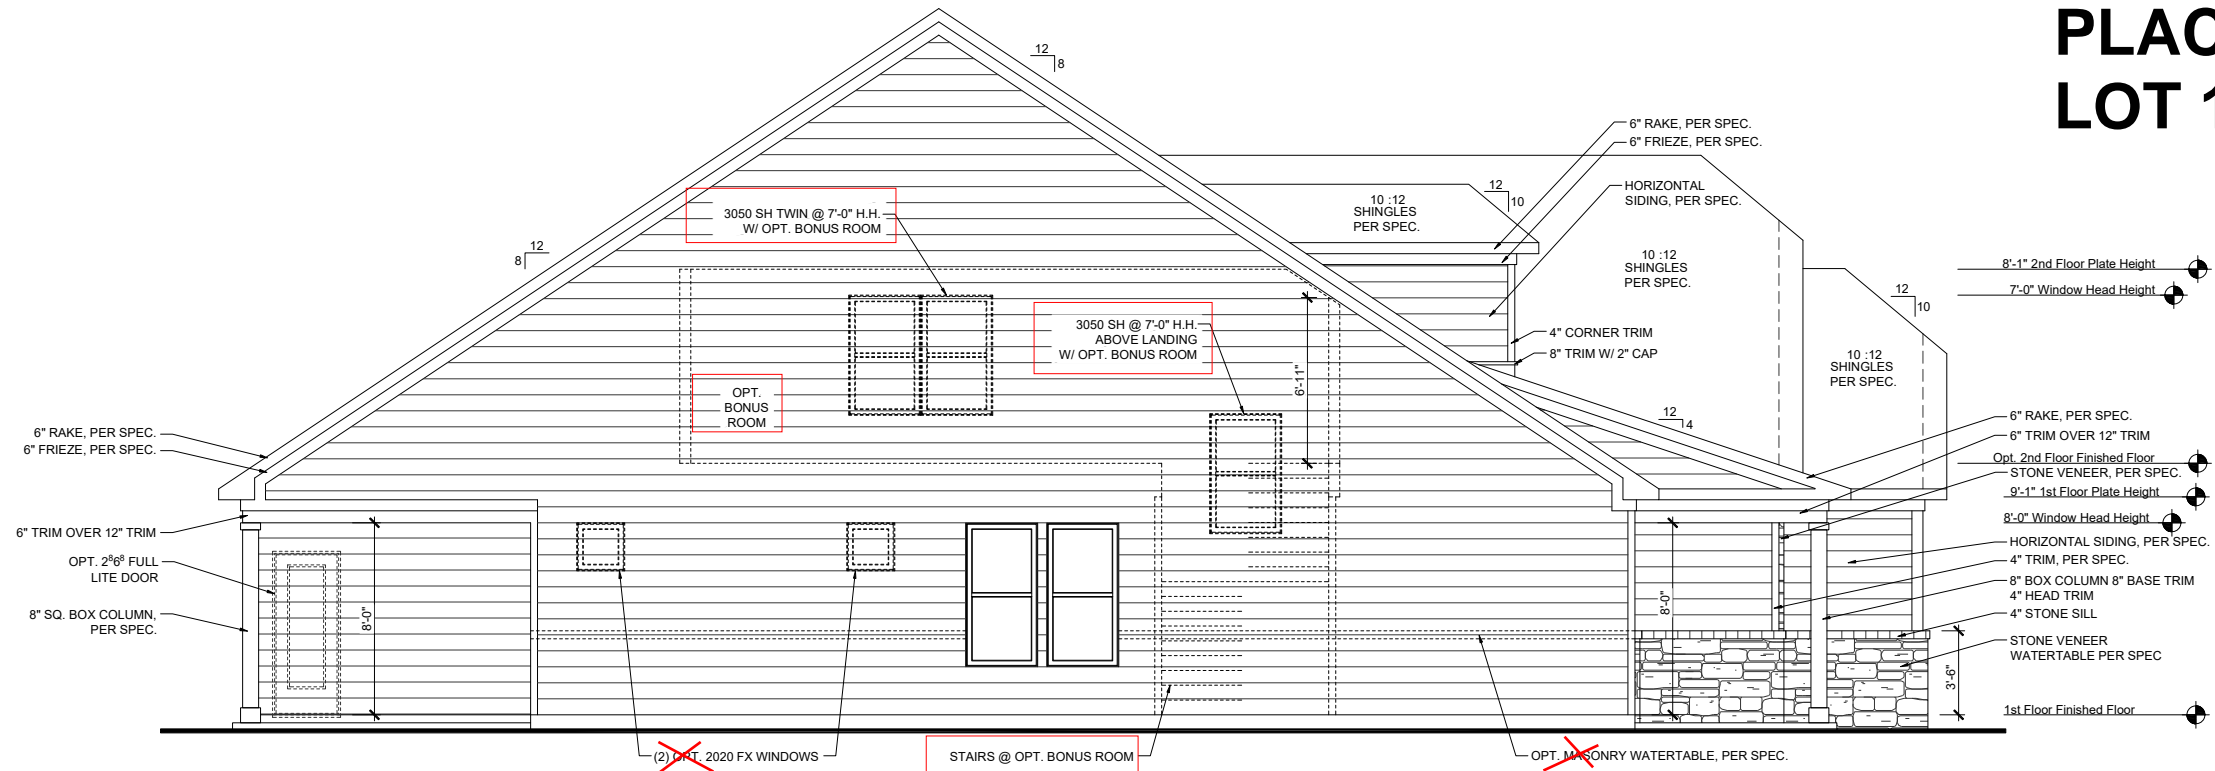 PLAC
LOT 1
12
8
6" RAKE, PER SPEC.
6" FRIEZE, PER SPEC.
HORIZONTAL
SIDING, PER SPEC.
12
10
10 :12
SHINGLES
PER SPEC.
3050 SH TWIN @ 7'-0" H.H.
W/ OPT. BONUS ROOM
12
8
10 :12
SHINGLES
PER SPEC.
8'-1" 2nd Floor Plate Height
7'-0" Window Head Height
12
10
3050 SH @ 7'-0" H.H.
ABOVE LANDING
W/ OPT. BONUS ROOM
4" CORNER TRIM
8" TRIM W/ 2" CAP
10 :12
SHINGLES
PER SPEC.
6'-11"
OPT.
BONUS
ROOM
12
4
6" RAKE, PER SPEC.
6" TRIM OVER 12" TRIM
Opt. 2nd Floor Finished Floor
STONE VENEER, PER SPEC.
9'-1" 1st Floor Plate Height
8'-0" Window Head Height
HORIZONTAL SIDING, PER SPEC.
4" TRIM, PER SPEC.
8" BOX COLUMN 8" BASE TRIM
4" HEAD TRIM
4" STONE SILL
STONE VENEER
WATERTABLE PER SPEC
1st Floor Finished Floor
6" RAKE, PER SPEC.
6" FRIEZE, PER SPEC.
6" TRIM OVER 12" TRIM
OPT. 2⁸6⁸ FULL
LITE DOOR
8" SQ. BOX COLUMN,
PER SPEC.
8'-0"
8'-0"
3'-6"
(2) OPT. 2020 FX WINDOWS
STAIRS @ OPT. BONUS ROOM
OPT. MASONRY WATERTABLE, PER SPEC.